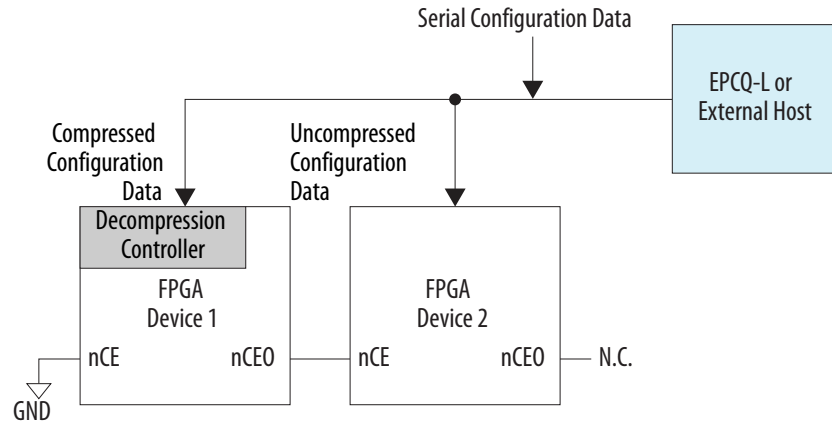 Serial Configuration Data
EPCQ-L or
External Host
Compressed
Configuration
Data
Uncompressed
Configuration
Data
Decompression
Controller
FPGA
Device 1
FPGA
Device 2
nCE
nCEO
nCE
nCEO
N.C.
GND